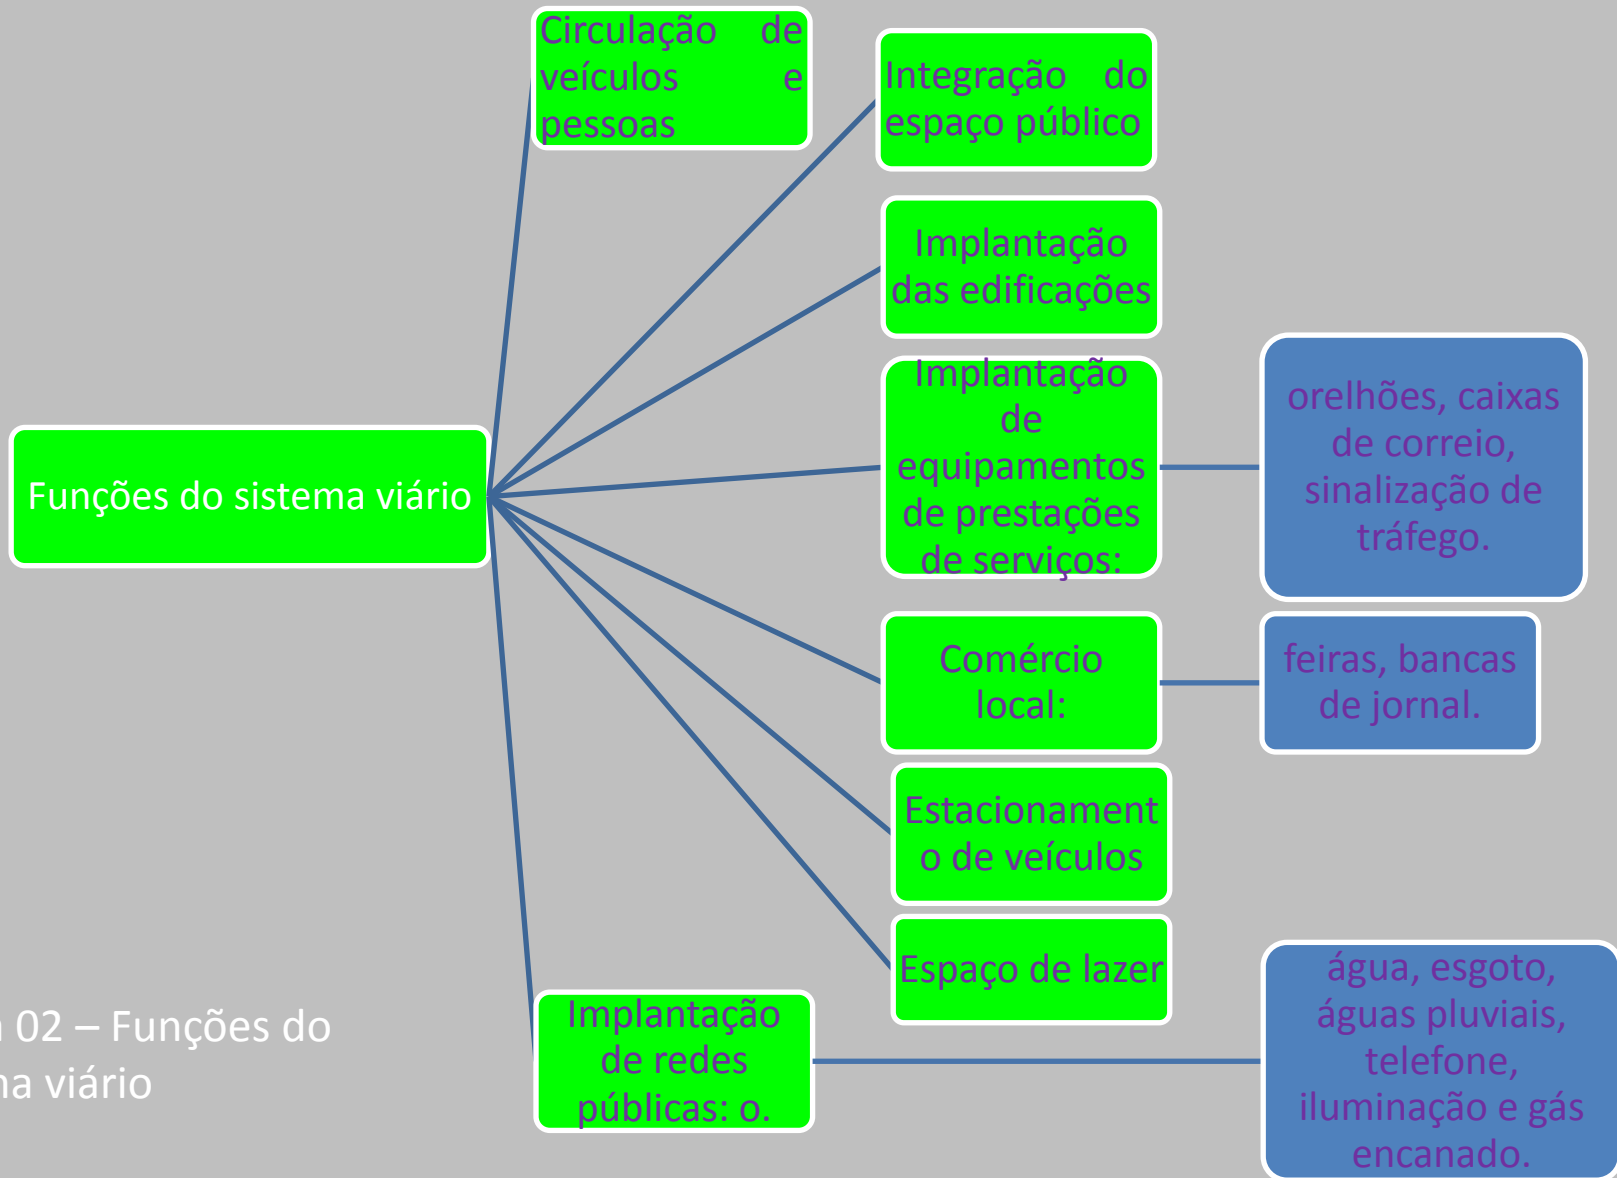 Circulação de
veículos e
pessoas
Integração do
espaço público
Implantação
das edificações
Implantação
de
equipamentos
de prestações
de serviços:
orelhões, caixas
de correio,
sinalização de
tráfego.
Funções do sistema viário
Comércio
local:
feiras, bancas
de jornal.
Estacionament
o de veículos
Espaço de lazer
Implantação
de redes
públicas: o.
água, esgoto,
águas pluviais,
telefone,
iluminação e gás
encanado.
02 – Funções do
viário